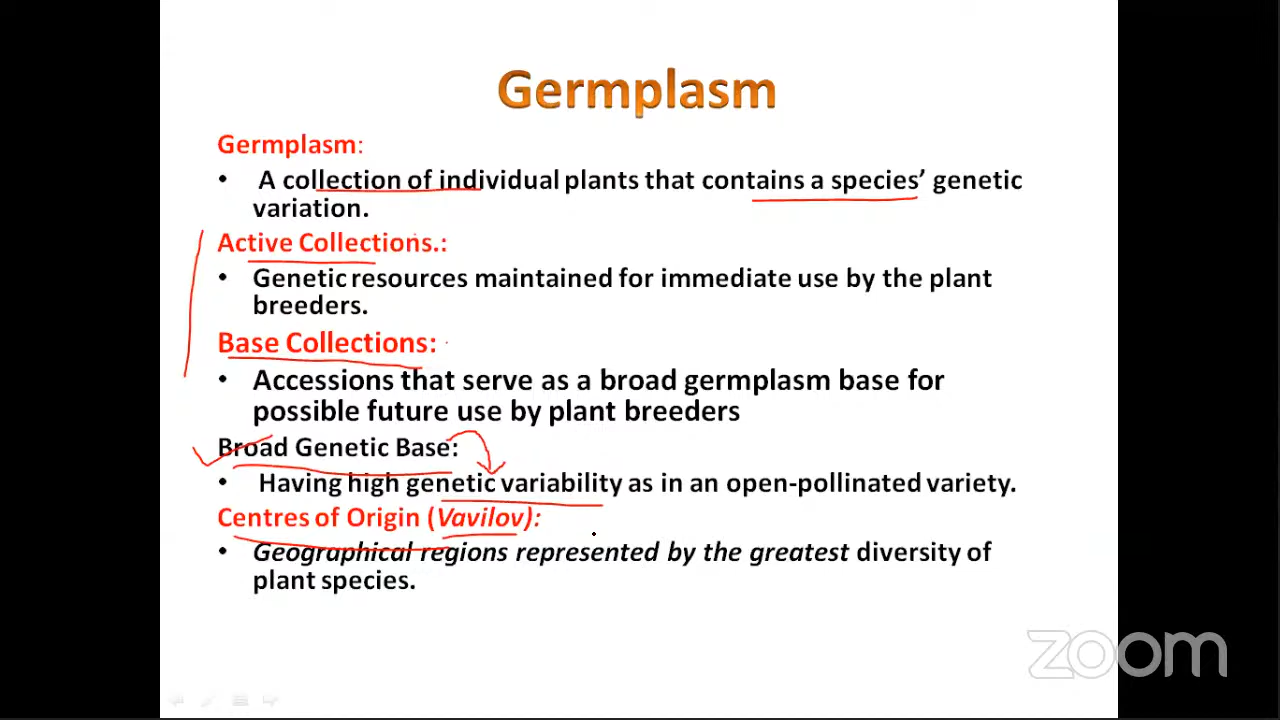 Germplasm
Germplasm:
• A collection of individual plants that contains a species’ genetic
variation.
Active Collections.:
• Genetic resources maintained for immediate use by the plant
breeders.
Base Collections:
• Accessions that serve as a broad germplasm base for
possible future use by plant breeders
Broad Genetic Base:
• Having high genetic variability as in an open-pollinated variety.
Centres of Origin (Vavilov):
• Geographical regions represented by the greatest diversity of
plant species.
zoom